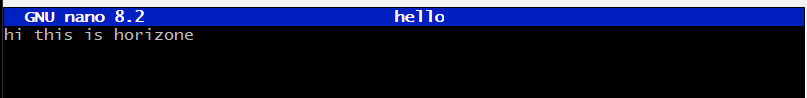 GNU nano 8.2 hello
hi this is horizone